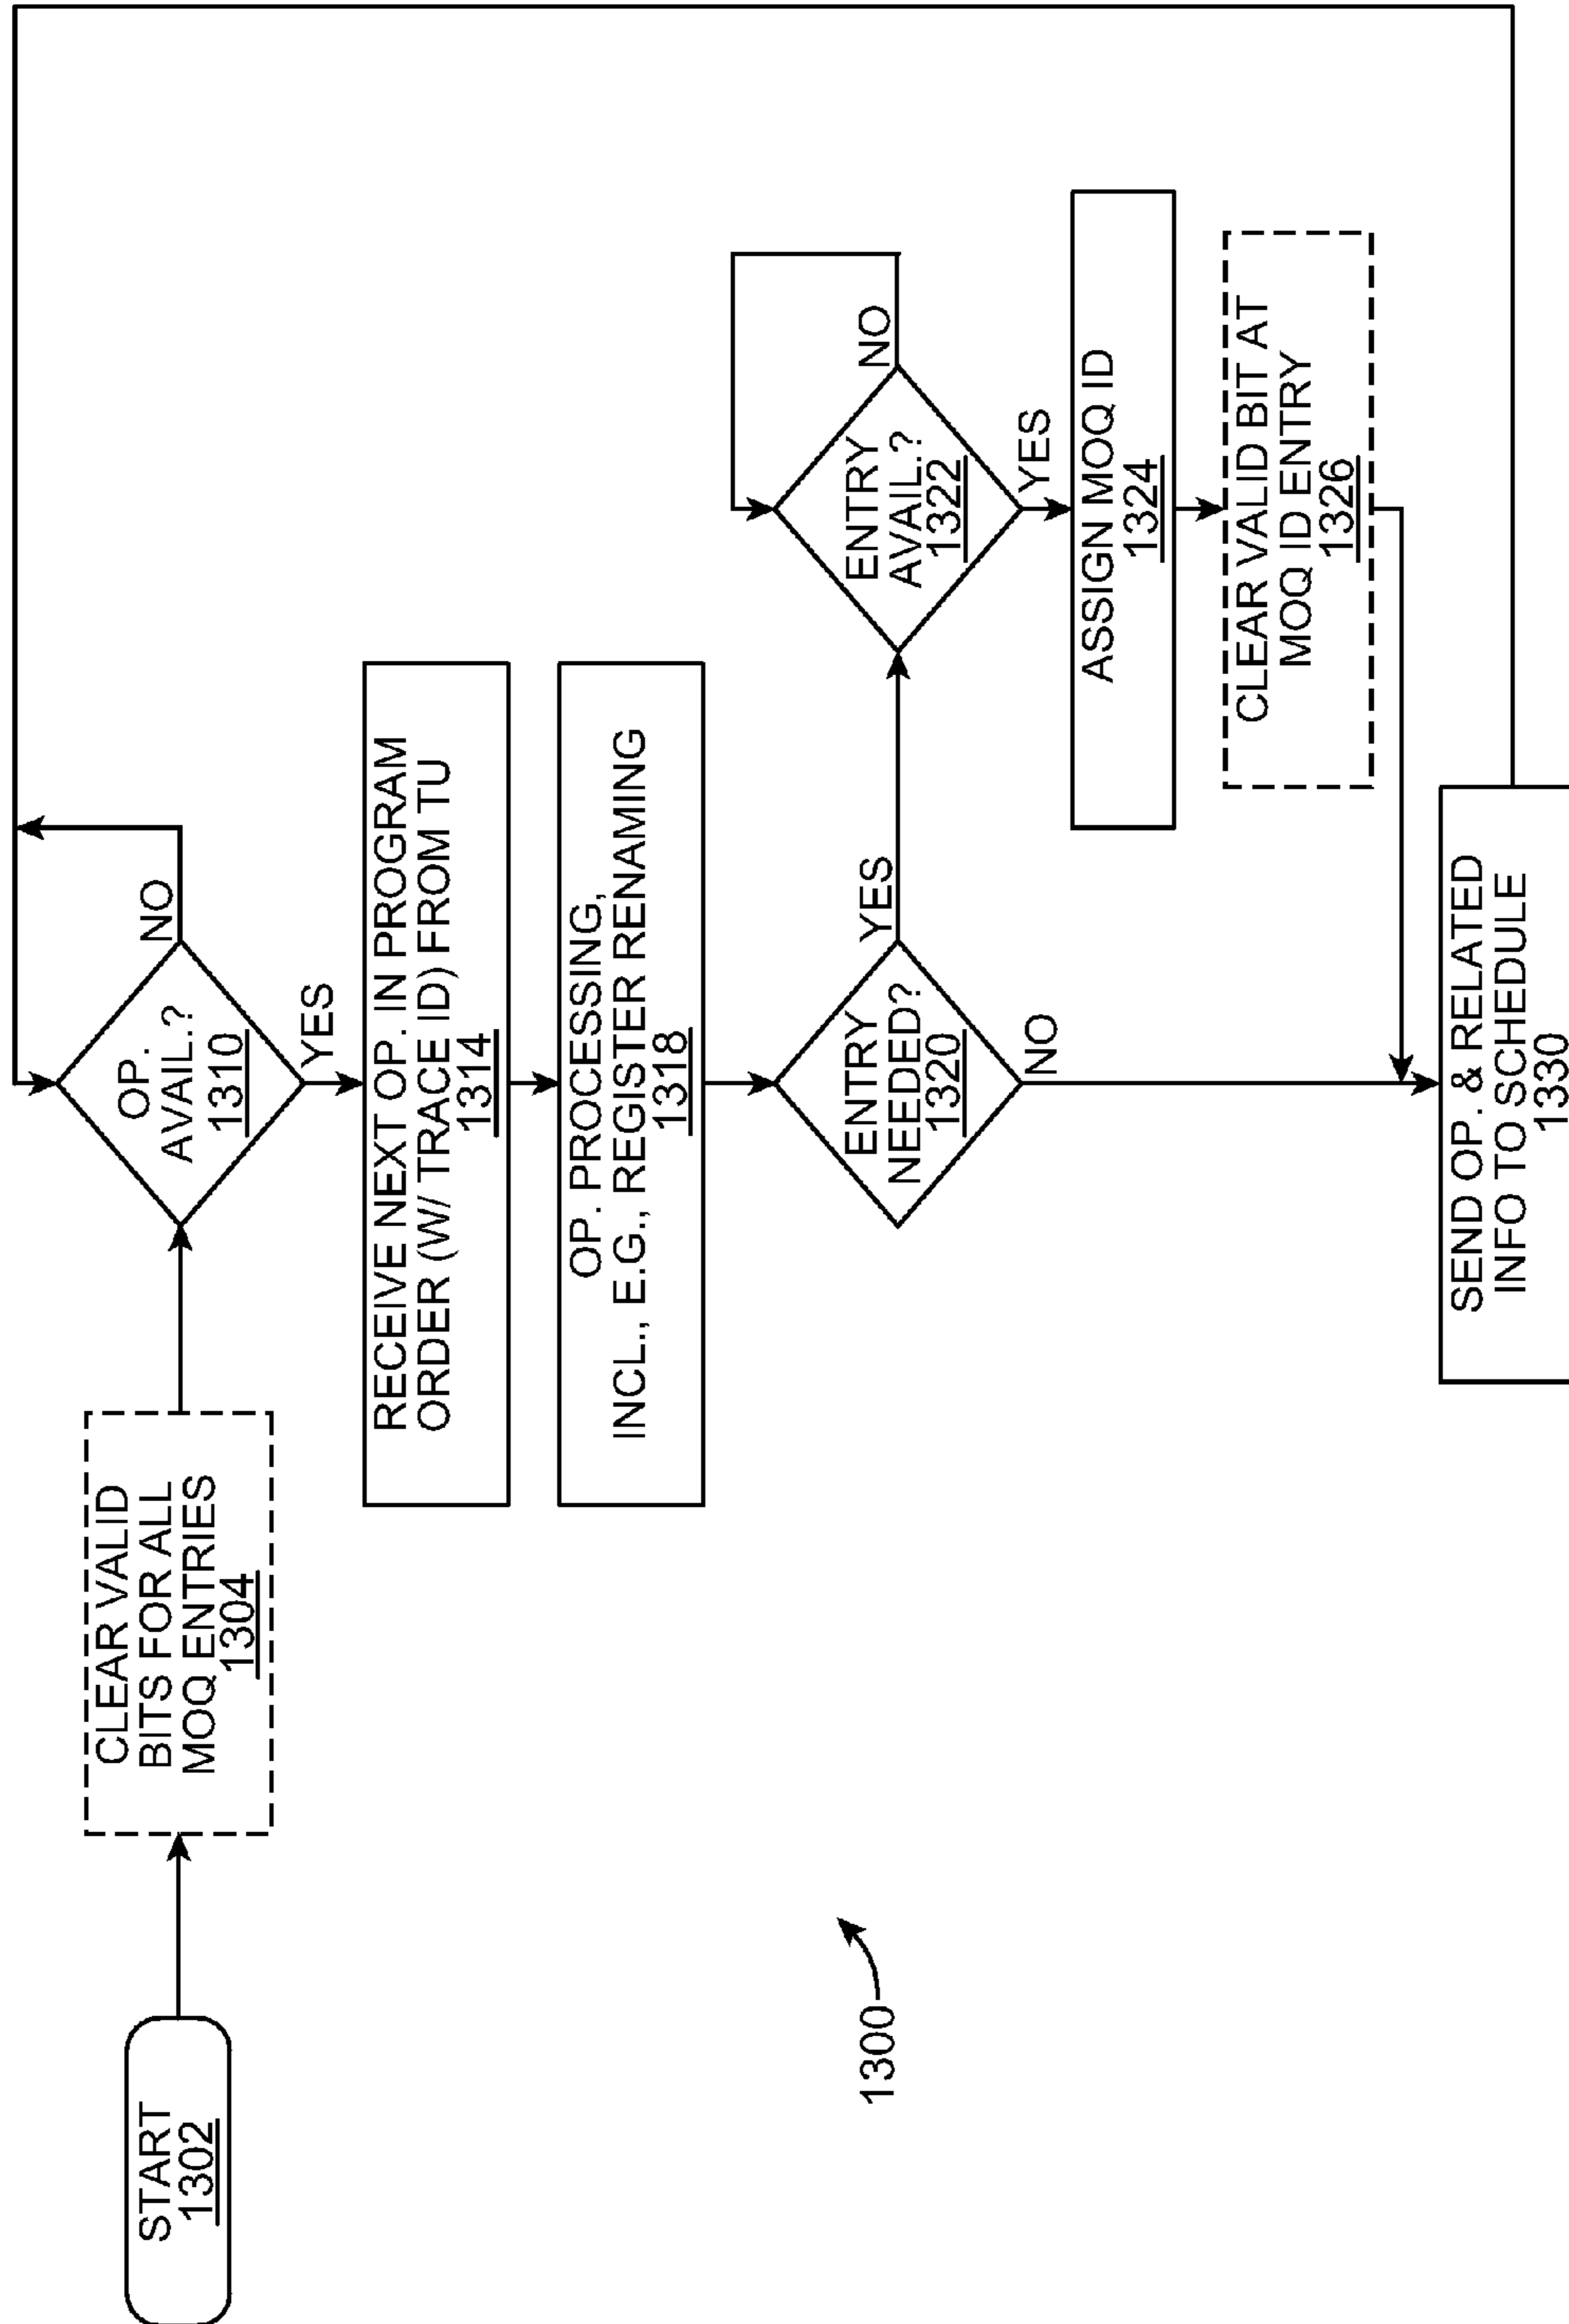 START
1302
CLEAR VALID
BITS FOR ALL
MOQ ENTRIES
1304
OP.
AVAIL.?
1310
NO
YES
RECEIVE NEXT OP. IN PROGRAM
ORDER (W/ TRACE ID) FROM TU
1314
OP. PROCESSING,
INCL., E.G., REGISTER RENAMING
1318
ENTRY
NEEDED?
1320
YES
NO
ENTRY
AVAIL.?
1322
NO
YES
ASSIGN MOQ ID
1324
CLEAR VALID BIT AT
MOQ ID ENTRY
1326
SEND OP. & RELATED
INFO TO SCHEDULE
1330
1300